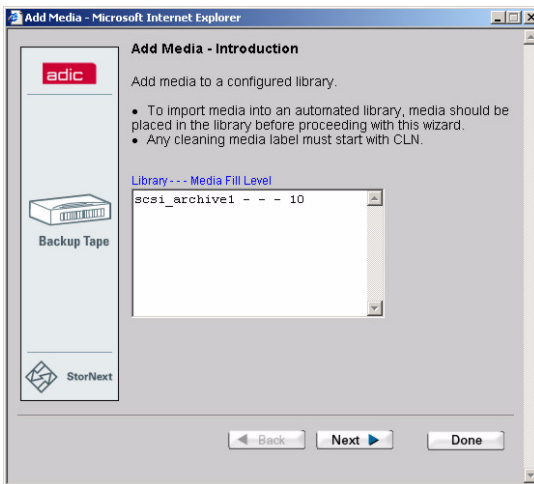 Add Media - Microsoft Internet Explorer
adic
Backup Tape
StorNext
Add Media - Introduction
Add media to a configured library.
• To import media into an automated library, media should be
placed in the library before proceeding with this wizard.
• Any cleaning media label must start with CLN.
Library - - - Media Fill Level
scsi_archive1 - - - 10
Back
Next
Done